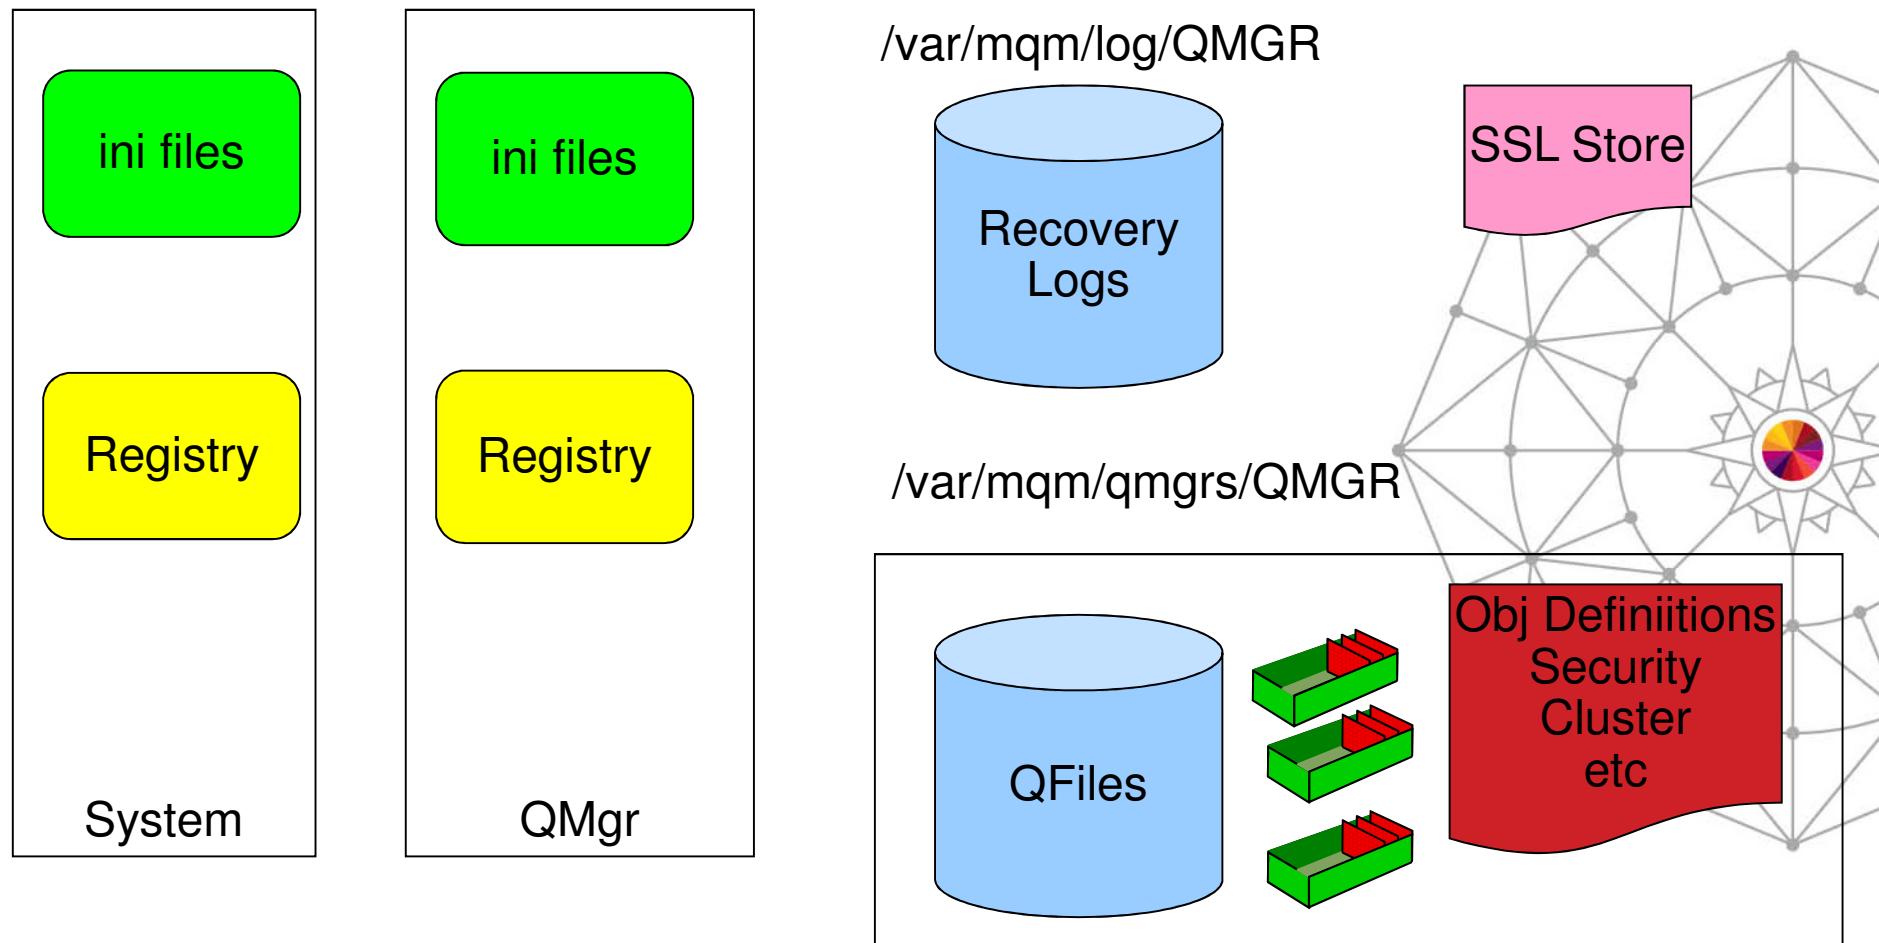 ini files
Registry
System
ini files
Registry
QMgr
/var/mqm/log/QMGR
Recovery
Logs
SSL Store
/var/mqm/qmgrs/QMGR
QFiles
Obj Definiitions
Security
Cluster
etc